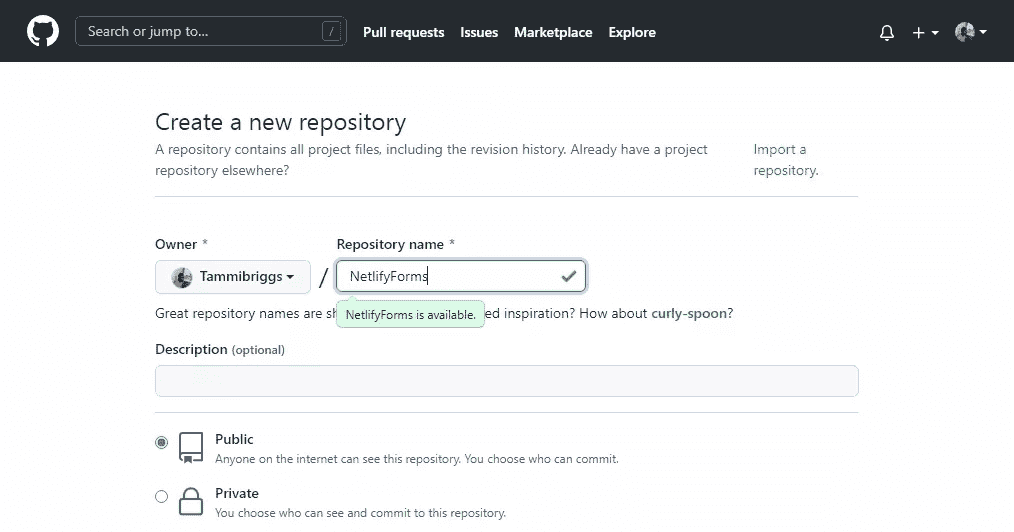 Search or jump to... /
Pull requests Issues Marketplace Explore
Create a new repository
A repository contains all project files, including the revision history. Already have a project
repository elsewhere?
Import a
repository.
Owner * Repository name *
Tammibriggs / NetlifyForms
Great repository names are sh ed inspiration? How about curly-spoon?
NetlifyForms is available.
Description (optional)
Public
Anyone on the internet can see this repository. You choose who can commit.
Private
You choose who can see and commit to this repository.